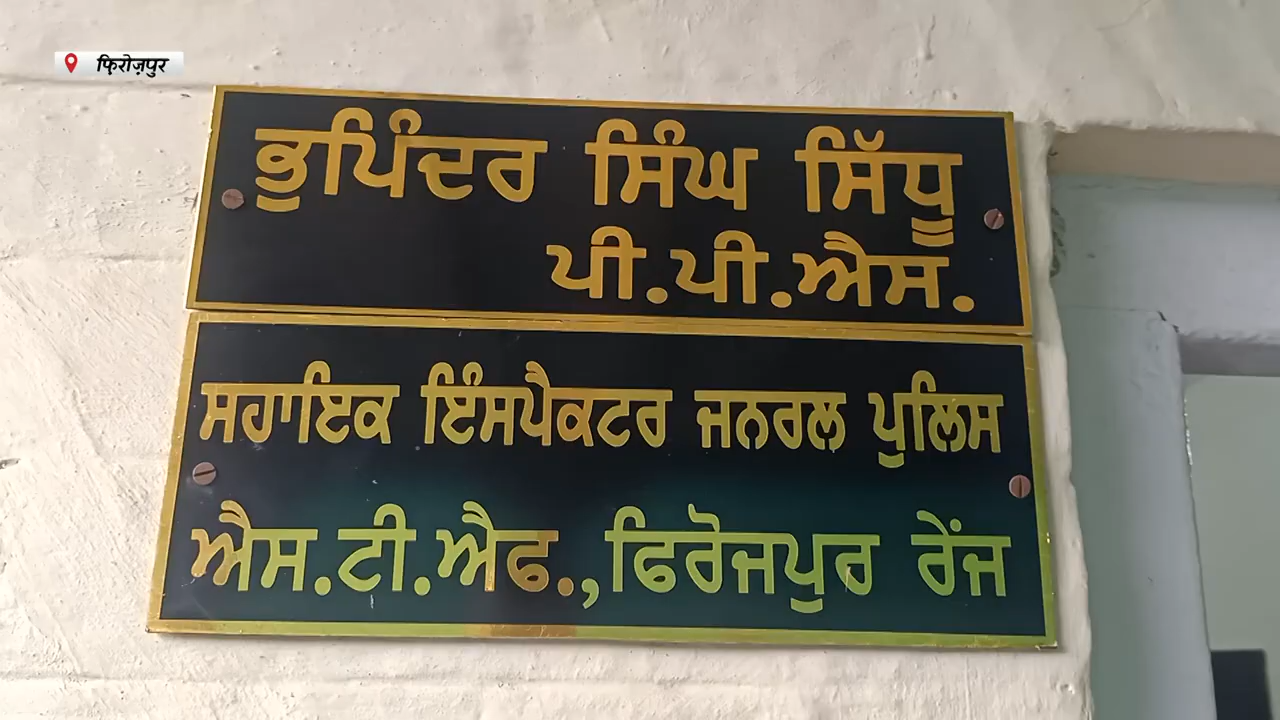 फ़िरोज़पुर
ਭੁਪਿੰਦਰ ਸਿੰਘ ਸਿੱਧੂ
ਪੀ.ਪੀ.ਐਸ.
ਸਹਾਇਕ ਇੰਸਪੈਕਟਰ ਜਨਰਲ ਪੁਲਿਸ
ਐਸ.ਟੀ.ਐਫ.,ਫਿਰੋਜਪੁਰ ਰੇਂਜ